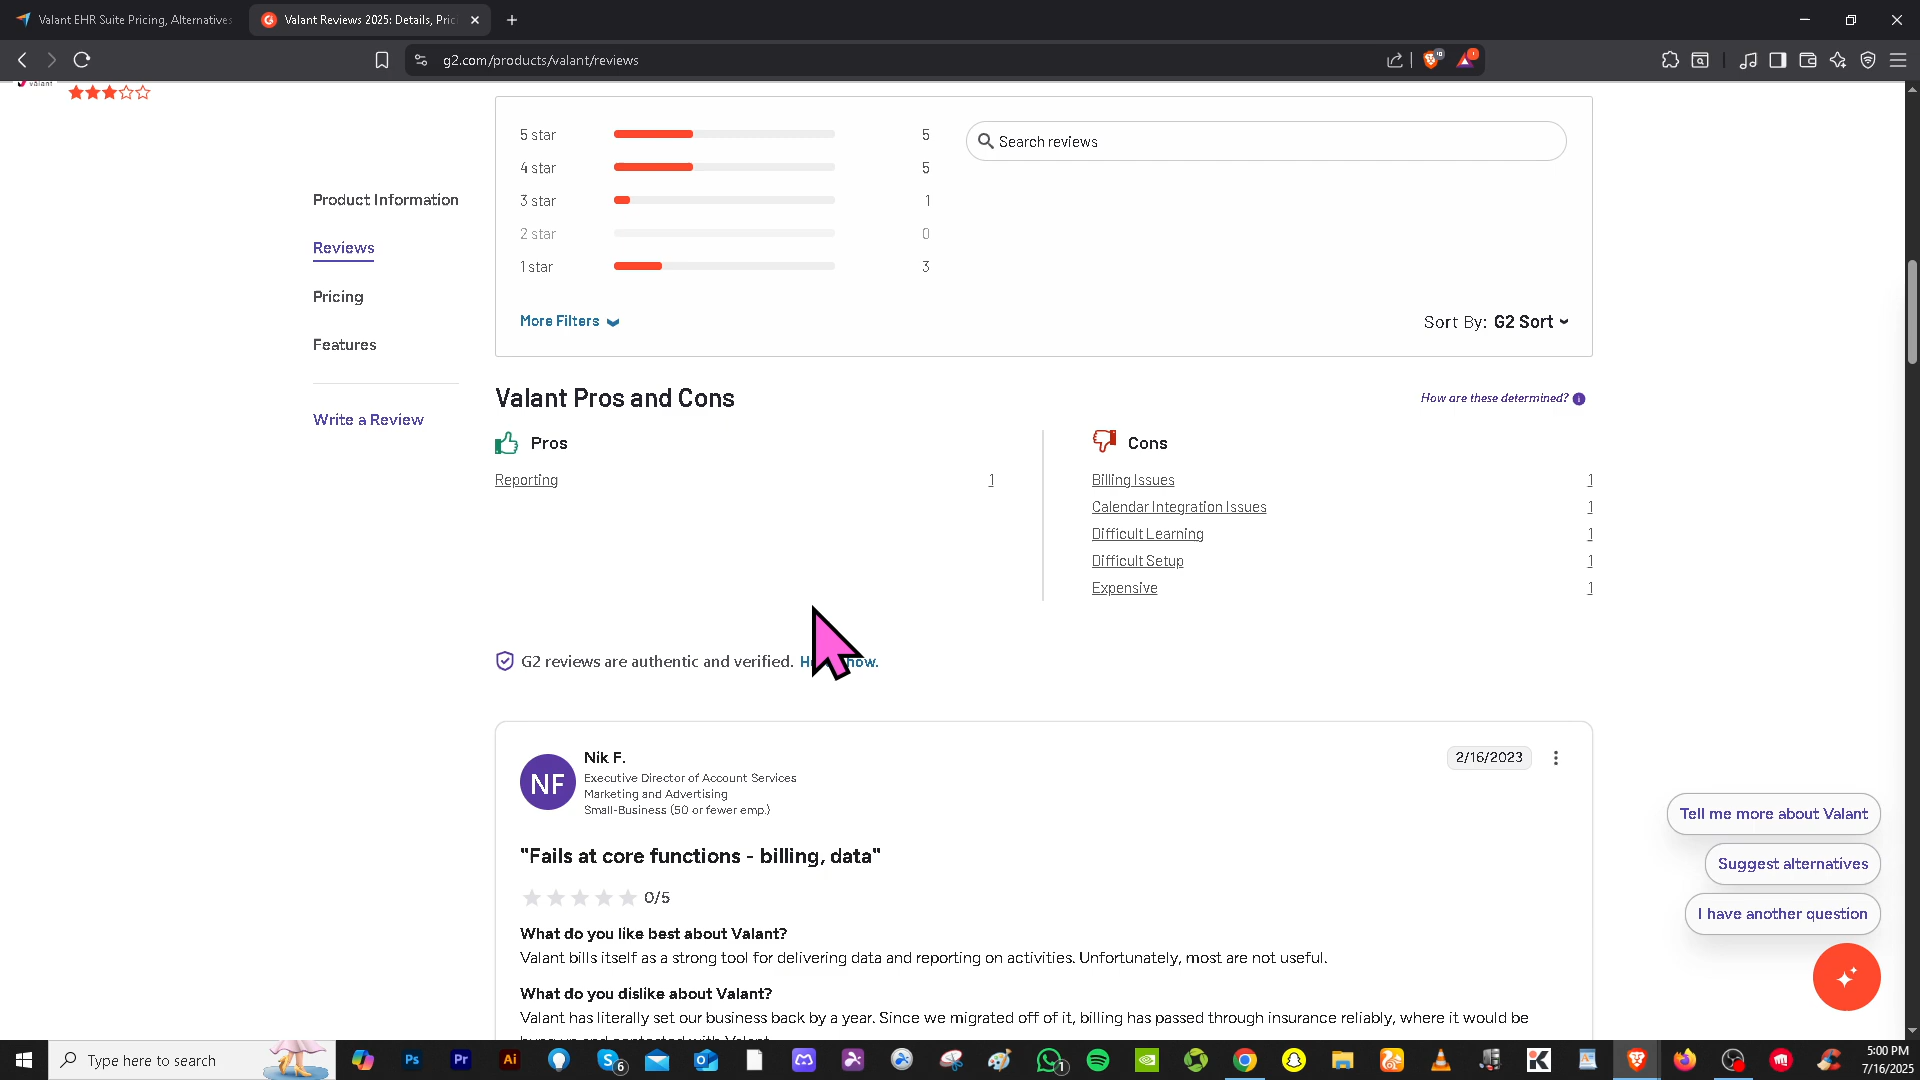 Valant EHR Suite Pricing, Alternatives
Valant Reviews 2025: Details, Prici
g2.com/products/valant/reviews
valant
5 star 5
4 star 5
3 star 1
2 star 0
1 star 3
Search reviews
More Filters
Sort By: G2 Sort
Product Information
Reviews
Pricing
Features
Write a Review
Valant Pros and Cons
How are these determined?
Pros
Reporting 1
Cons
Billing Issues 1
Calendar Integration Issues 1
Difficult Learning 1
Difficult Setup 1
Expensive 1
G2 reviews are authentic and verified.
NF
Nik F.
Executive Director of Account Services
Marketing and Advertising
Small-Business (50 or fewer emp.)
2/16/2023
"Fails at core functions - billing, data"
0/5
What do you like best about Valant?
Valant bills itself as a strong tool for delivering data and reporting on activities. Unfortunately, most are not useful.
What do you dislike about Valant?
Valant has literally set our business back by a year. Since we migrated off of it, billing has passed through insurance reliably, where it would be
Tell me more about Valant
Suggest alternatives
I have another question
Type here to search
Ps
Pr
Ai
6
1
5:00 PM
7/16/2025